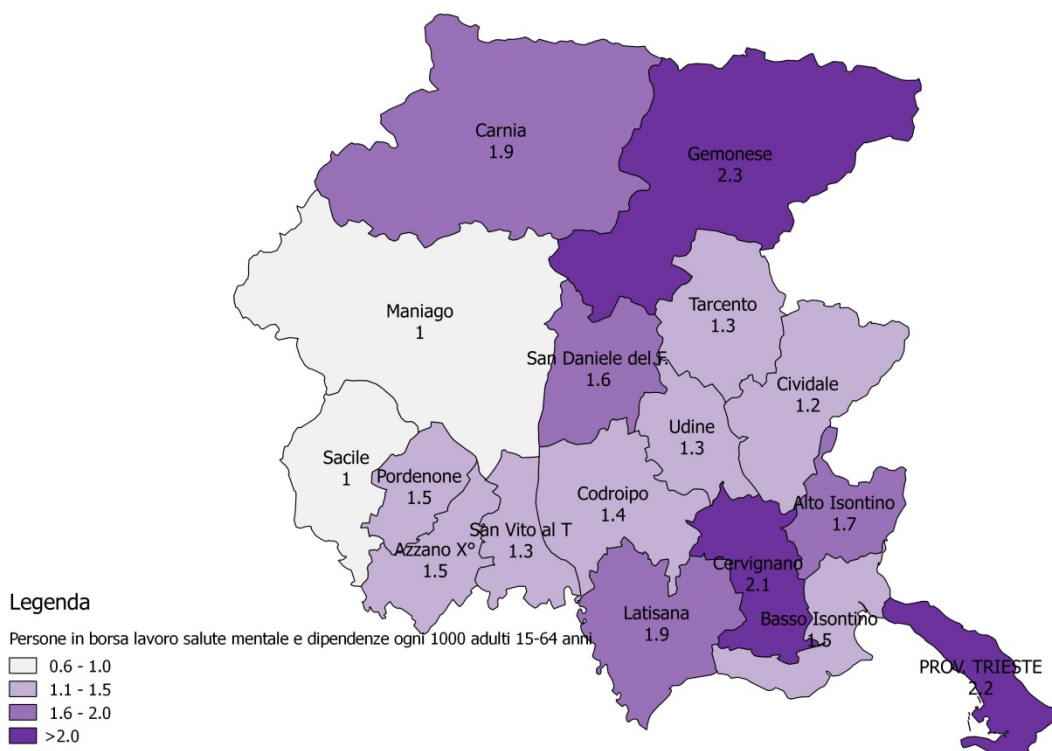 Carnia
1.9
Gemonese
2.3
Maniago
1
Tarcento
1.3
San Daniele del F.
1.6
Cividale
1.2
Udine
1.3
Sacile
1
Pordenone
1.5
Codroipo
1.4
Alto Isontino
1.7
San Vito al T
1.3
Azzano X°
1.5
Cervignano
2.1
Latisana
1.9
Basso Isontino
1.5
PROV. TRIESTE
2.2
Legenda
Persone in borsa lavoro salute mentale e dipendenze ogni 1000 adulti 15-64 anni
0.6 - 1.0
1.1 - 1.5
1.6 - 2.0
>2.0